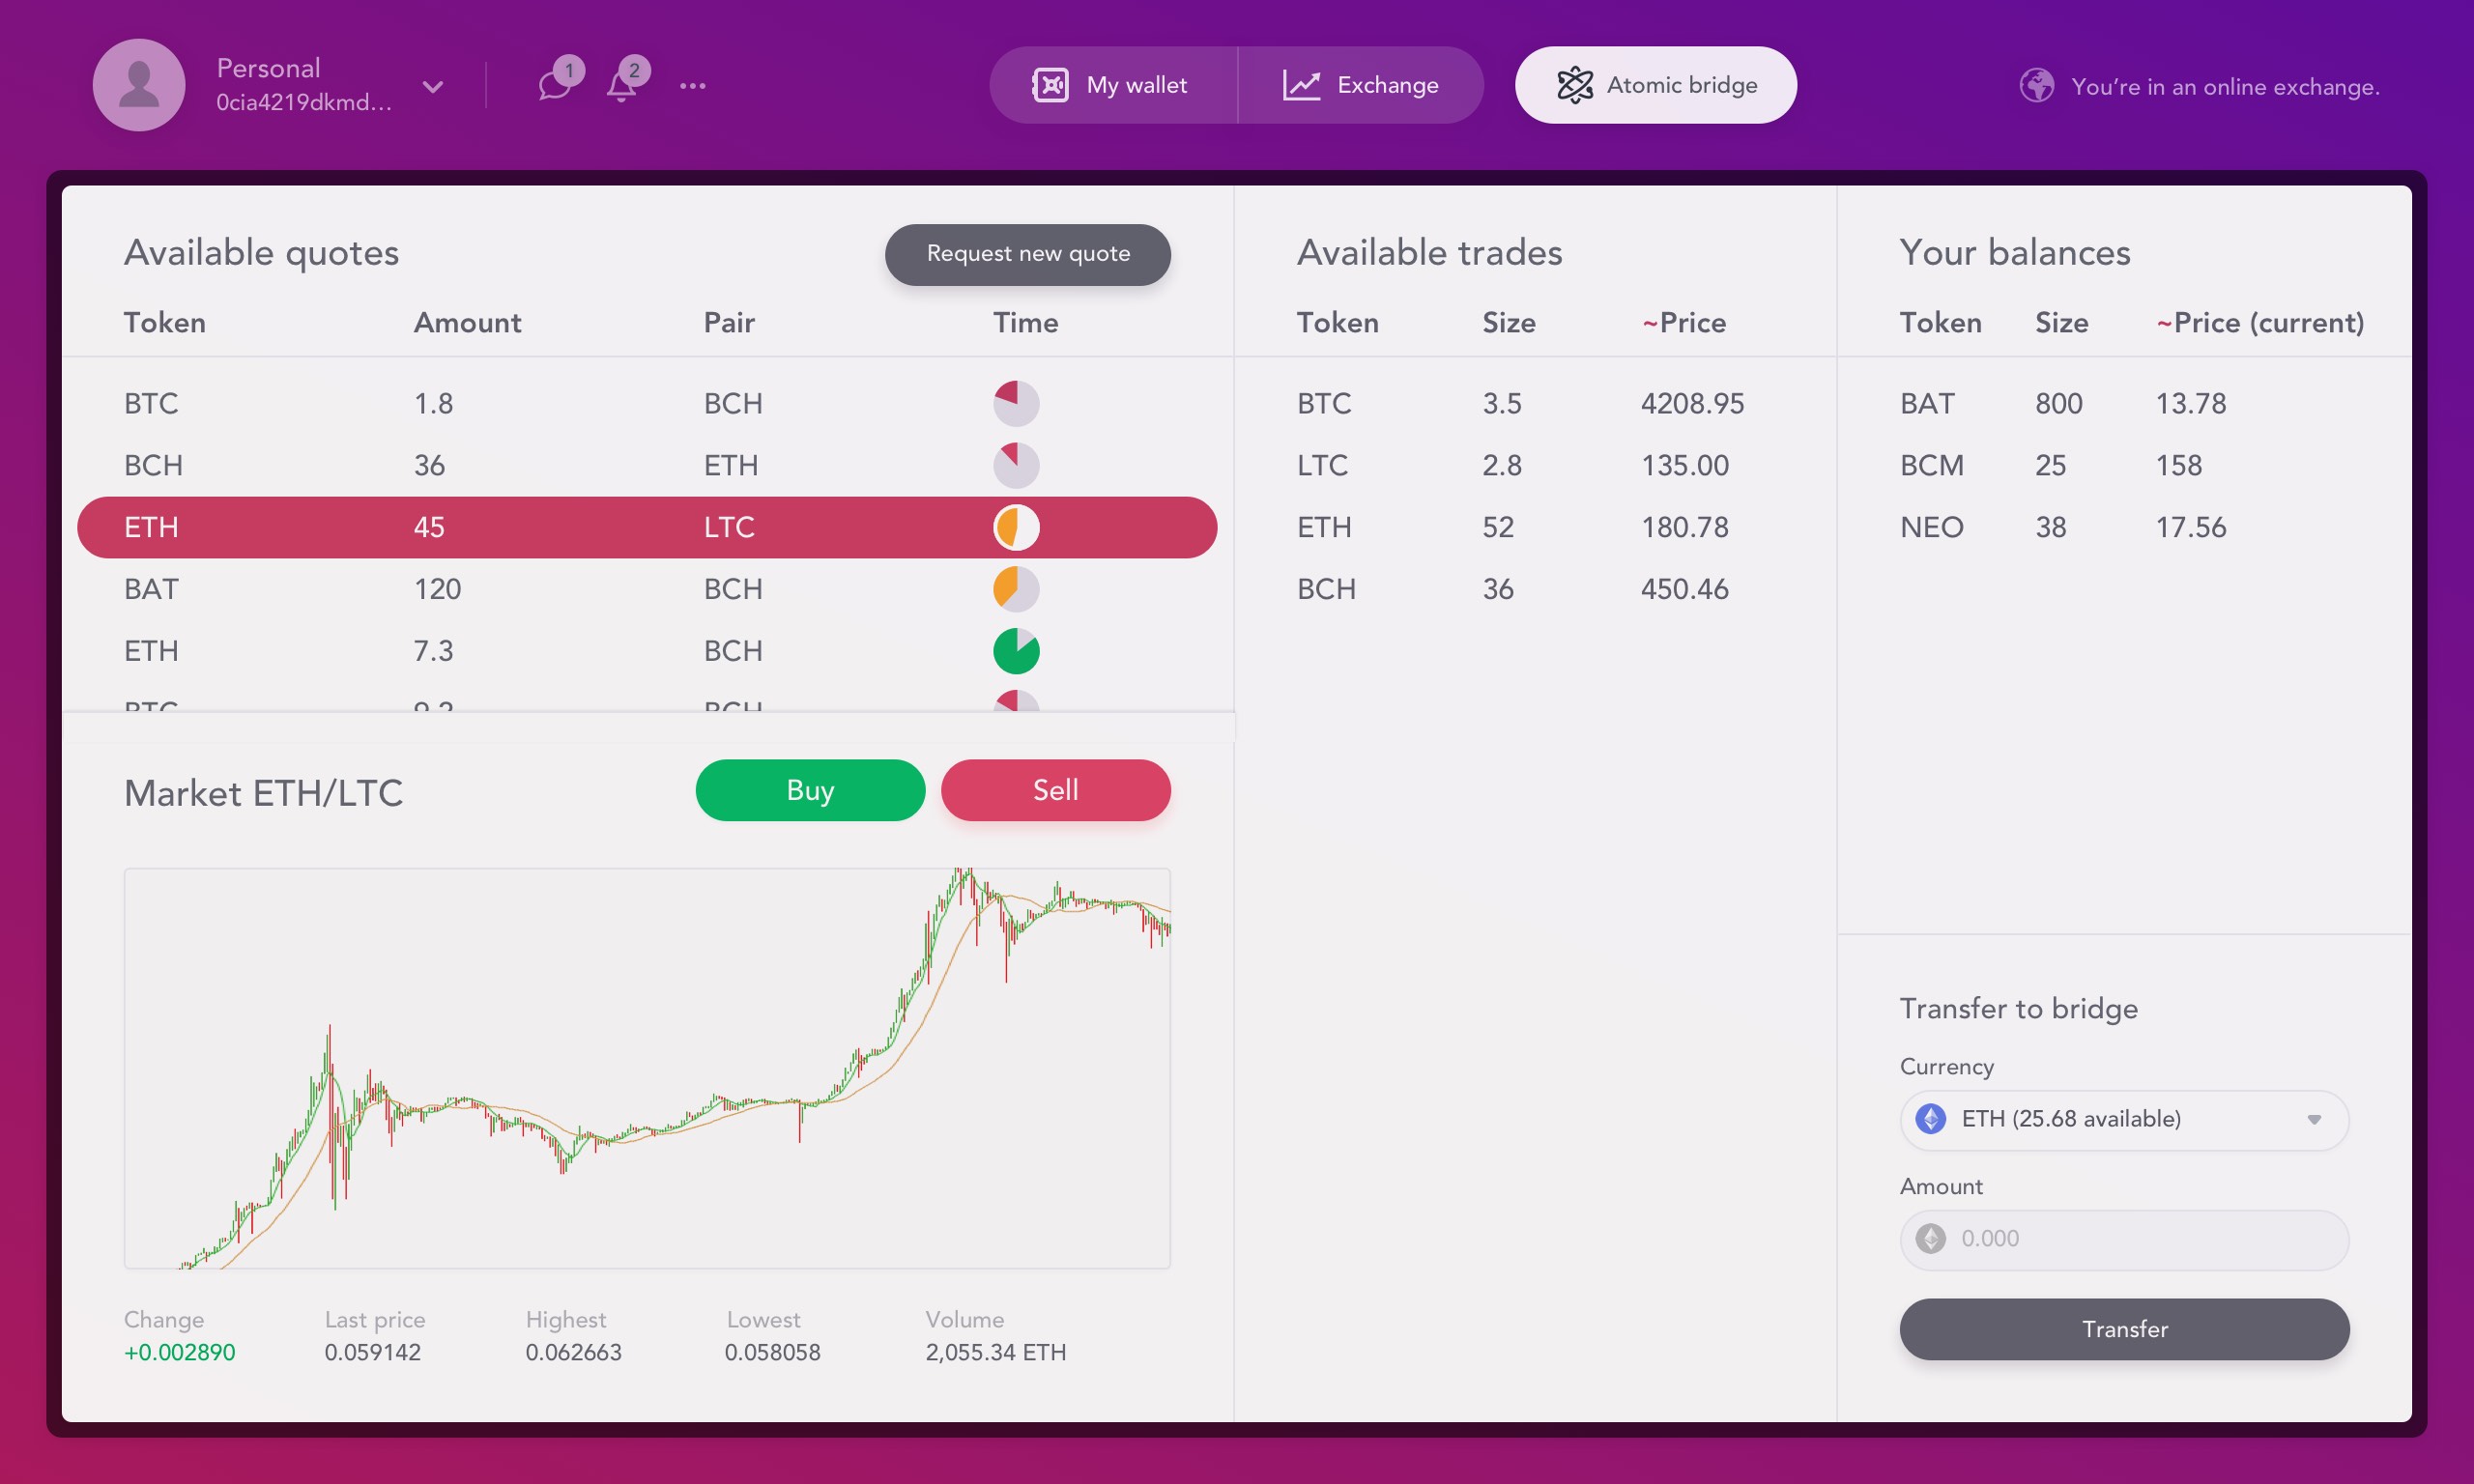 Personal
0cia4219dkmd...
1
2
My wallet
Exchange
Atomic bridge
You're in an online exchange.
Available quotes
Request new quote
Token Amount Pair Time
BTC 1.8 BCH
BCH 36 ETH
ETH 45 LTC
BAT 120 BCH
ETH 7.3 BCH
BTC 9.2 BCH
Market ETH/LTC
Buy
Sell
Change Last price Highest Lowest Volume
+0.002890 0.059142 0.062663 0.058058 2,055.34 ETH
Available trades
Token Size ~Price
BTC 3.5 4208.95
LTC 2.8 135.00
ETH 52 180.78
BCH 36 450.46
Your balances
Token Size ~Price (current)
BAT 800 13.78
BCM 25 158
NEO 38 17.56
Transfer to bridge
Currency
ETH (25.68 available)
Amount
0.000
Transfer